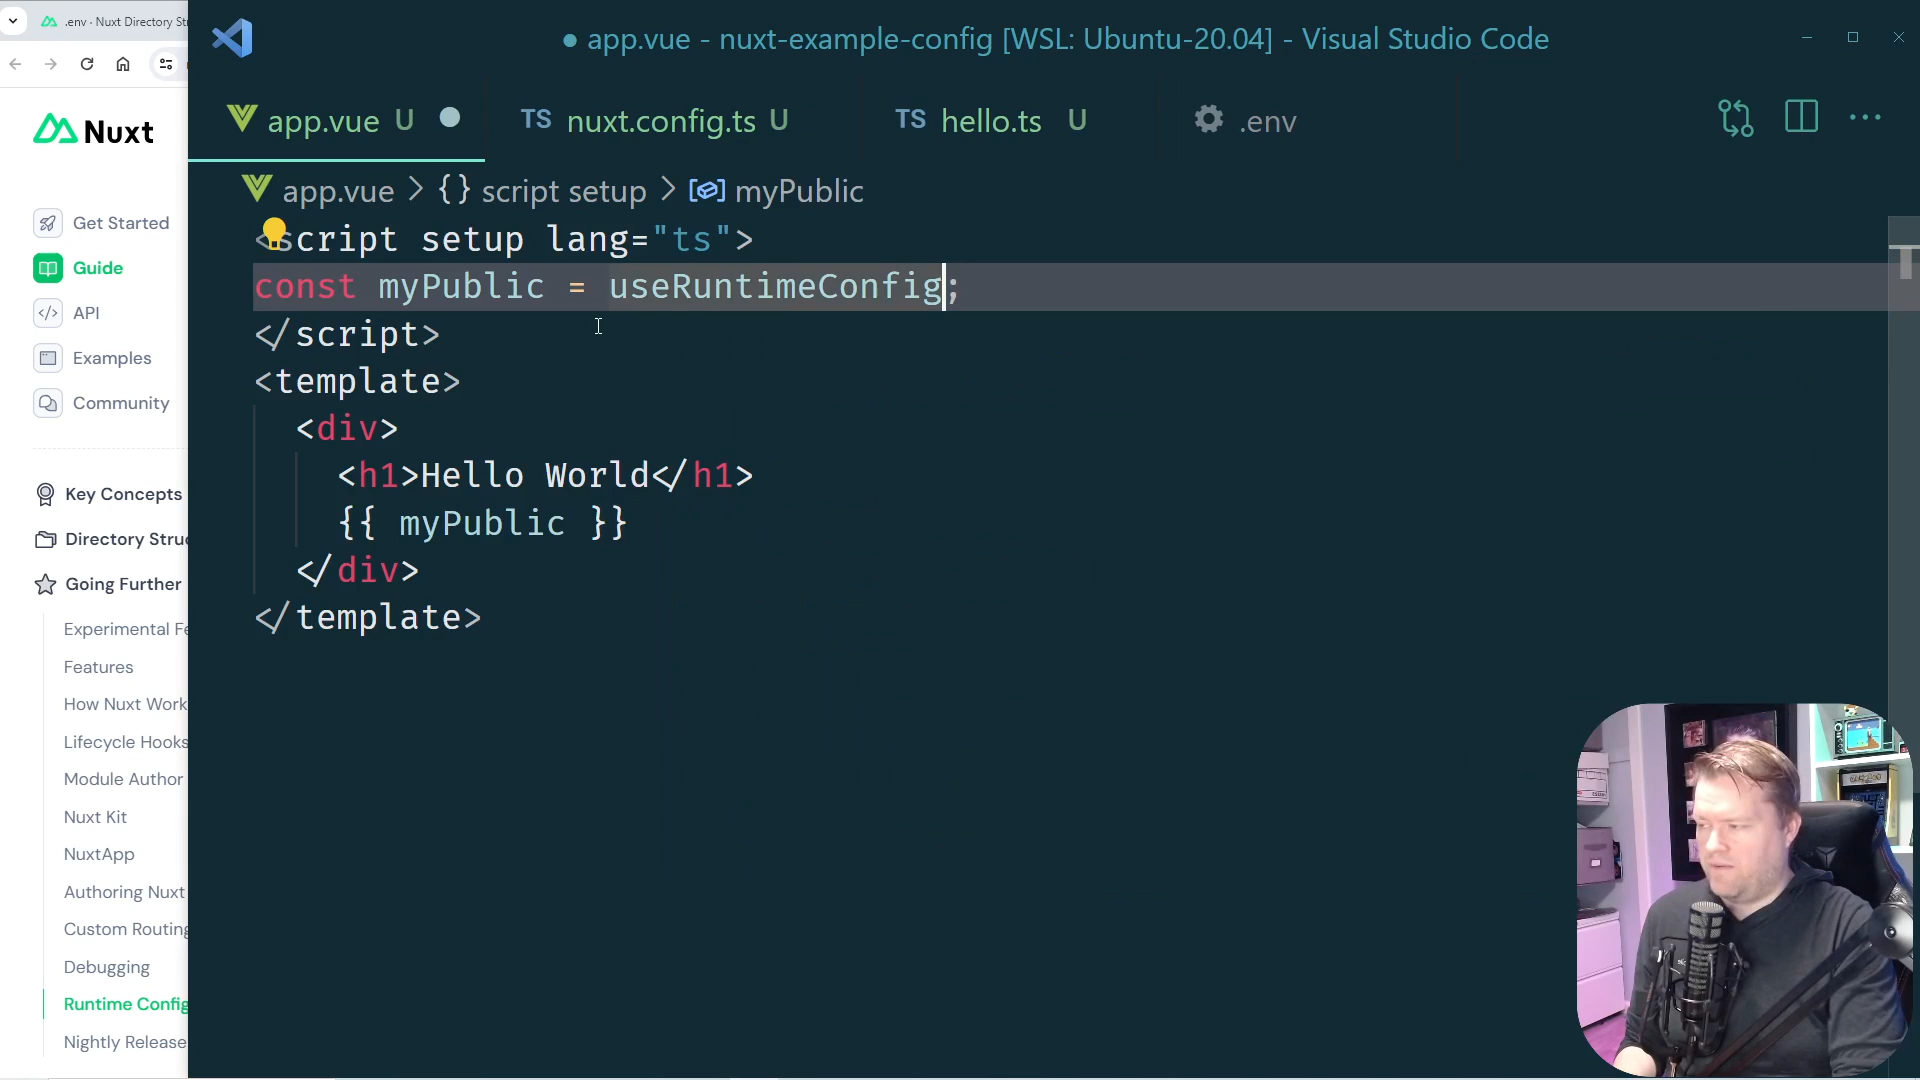 .env · Nuxt Directory Str
app.vue - nuxt-example-config [WSL: Ubuntu-20.04] - Visual Studio Code
Nuxt
Get Started
Guide
API
Examples
Community
Key Concepts
Directory Struc
Going Further
Experimental Fe
Features
How Nuxt Work
Lifecycle Hooks
Module Author
Nuxt Kit
NuxtApp
Authoring Nuxt
Custom Routing
Debugging
Runtime Config
Nightly Release
app.vue U
TS nuxt.config.ts U
TS hello.ts U
.env
app.vue > {} script setup > myPublic
<script setup lang="ts">
const myPublic = useRuntimeConfig;
</script>
<template>
<div>
<h1>Hello World</h1>
{{ myPublic }}
</div>
</template>